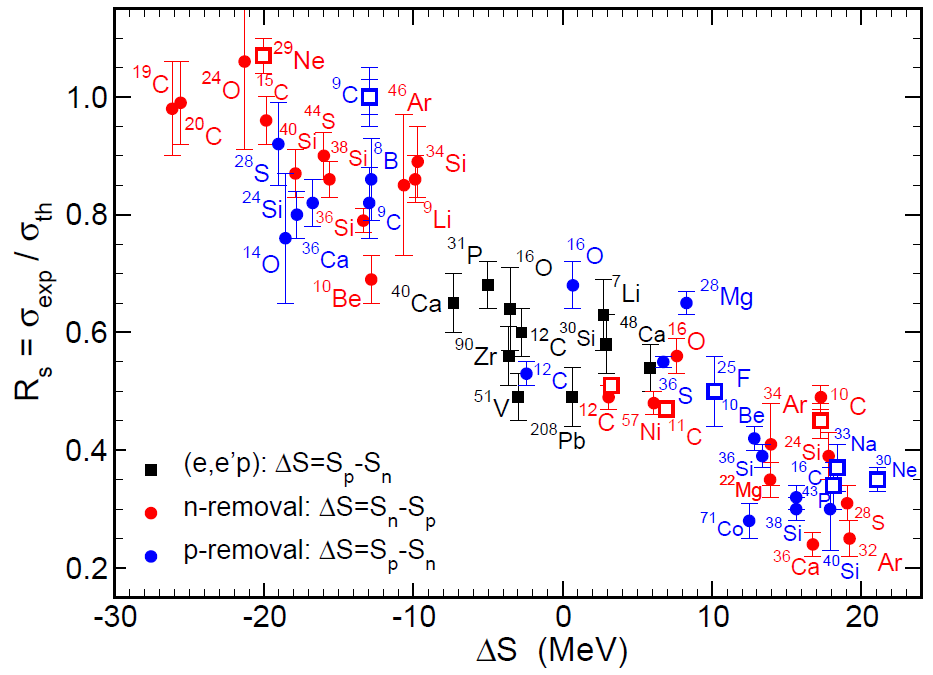 R_s = σ_exp / σ_th
1.0
0.8
0.6
0.4
0.2
^19C
^20C
^24O
^29Ne
^15C
^9C
^46Ar
^44S
^40Si
^38Si
^8B
^34Si
^28S
^24Si
^36Si
^9C
^9Li
^14O
^36Ca
^10Be
^31P
^16O
^16O
^7Li
^28Mg
^40Ca
^12C
^30Si
^48Ca
^16O
^90Zr
^12C
^36S
^25F
^51V
^208Pb
^12C
^57Ni
^11C
^10Be
^34Ar
^10C
^36Si
^24Si
^33Na
^22Mg
^16C
^30Ne
^43P
^71Co
^38Si
^28S
^36Ca
^40Si
^32Ar
(e,e'p): ΔS=S_p-S_n
n-removal: ΔS=S_n-S_p
p-removal: ΔS=S_p-S_n
-30 -20 -10 0 10 20
ΔS (MeV)